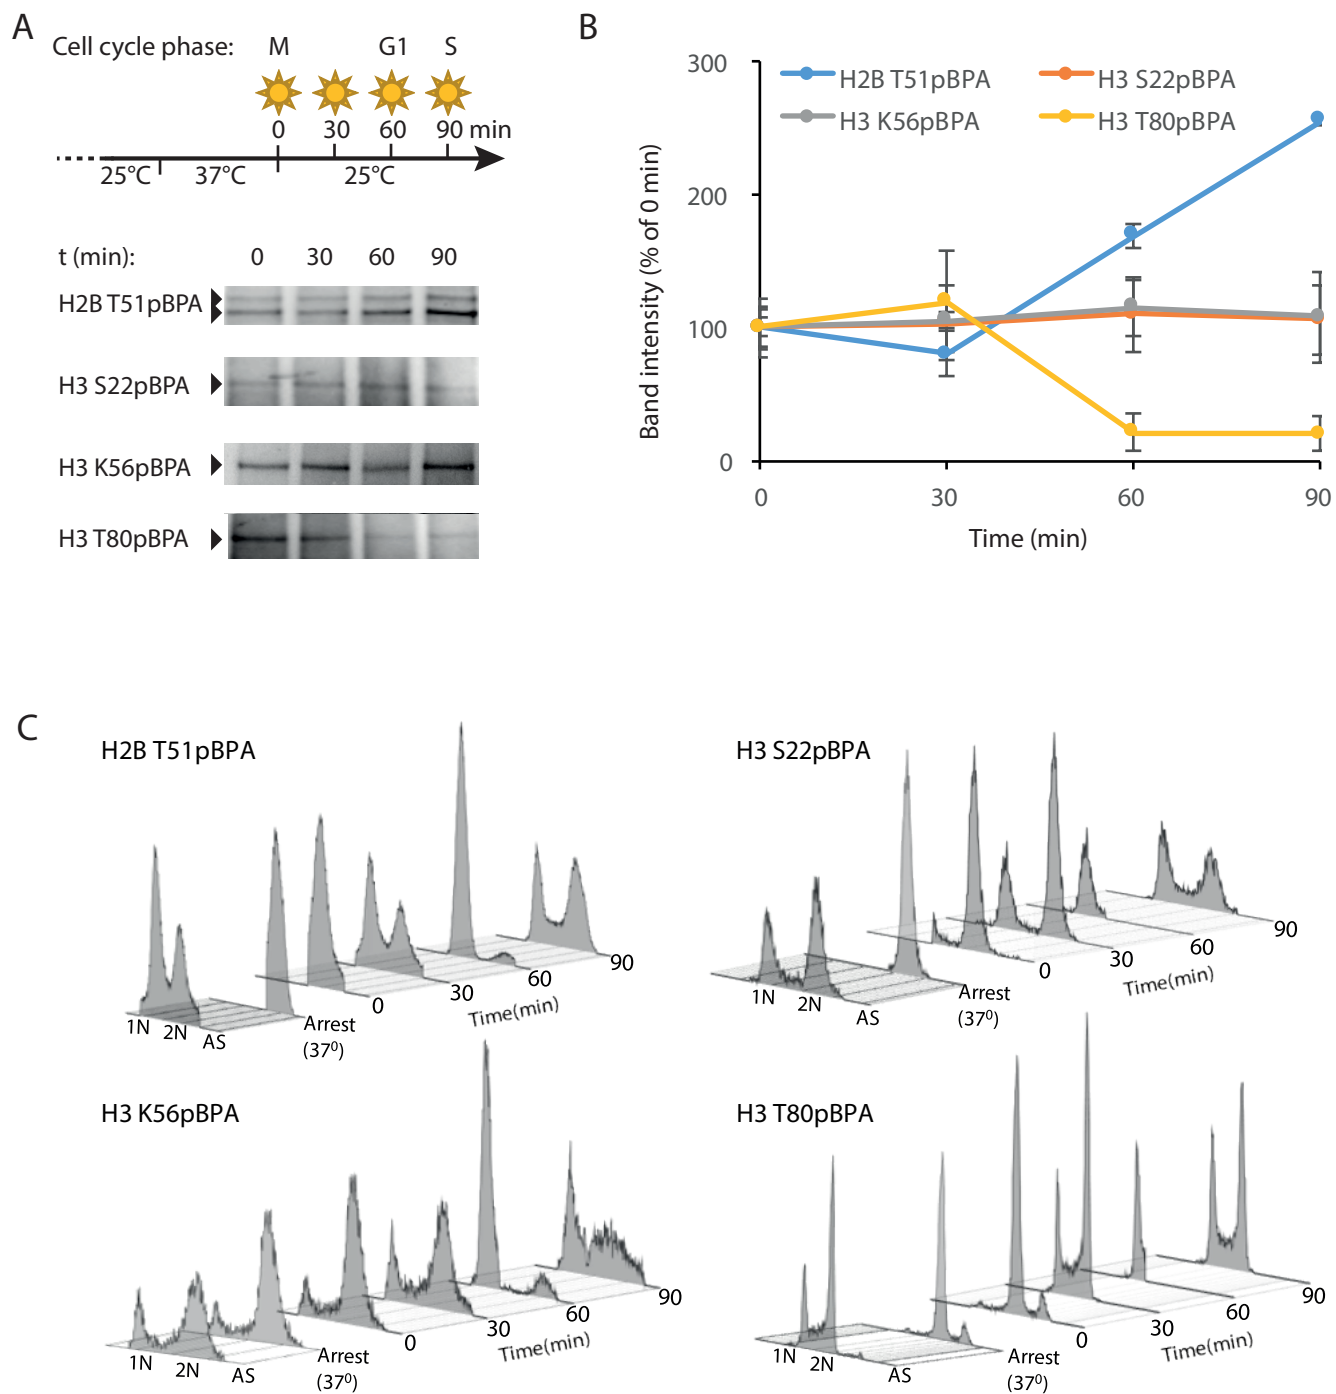 A
Cell cycle phase: M G1 S
0 30 60 90 min
25°C 37°C 25°C
t (min): 0 30 60 90
H2B T51pBPA
H3 S22pBPA
H3 K56pBPA
H3 T80pBPA
B
Band intensity (% of 0 min)
300
200
100
0
H2B T51pBPA H3 S22pBPA
H3 K56pBPA H3 T80pBPA
0 30 60 90
Time (min)
C
H2B T51pBPA
1N 2N AS Arrest (37⁰) 0 30 60 90
Time(min)
H3 S22pBPA
1N 2N AS Arrest (37⁰) 0 30 60 90
Time(min)
H3 K56pBPA
1N 2N AS Arrest (37⁰) 0 30 60 90
Time(min)
H3 T80pBPA
1N 2N AS Arrest (37⁰) 0 30 60 90
Time(min)